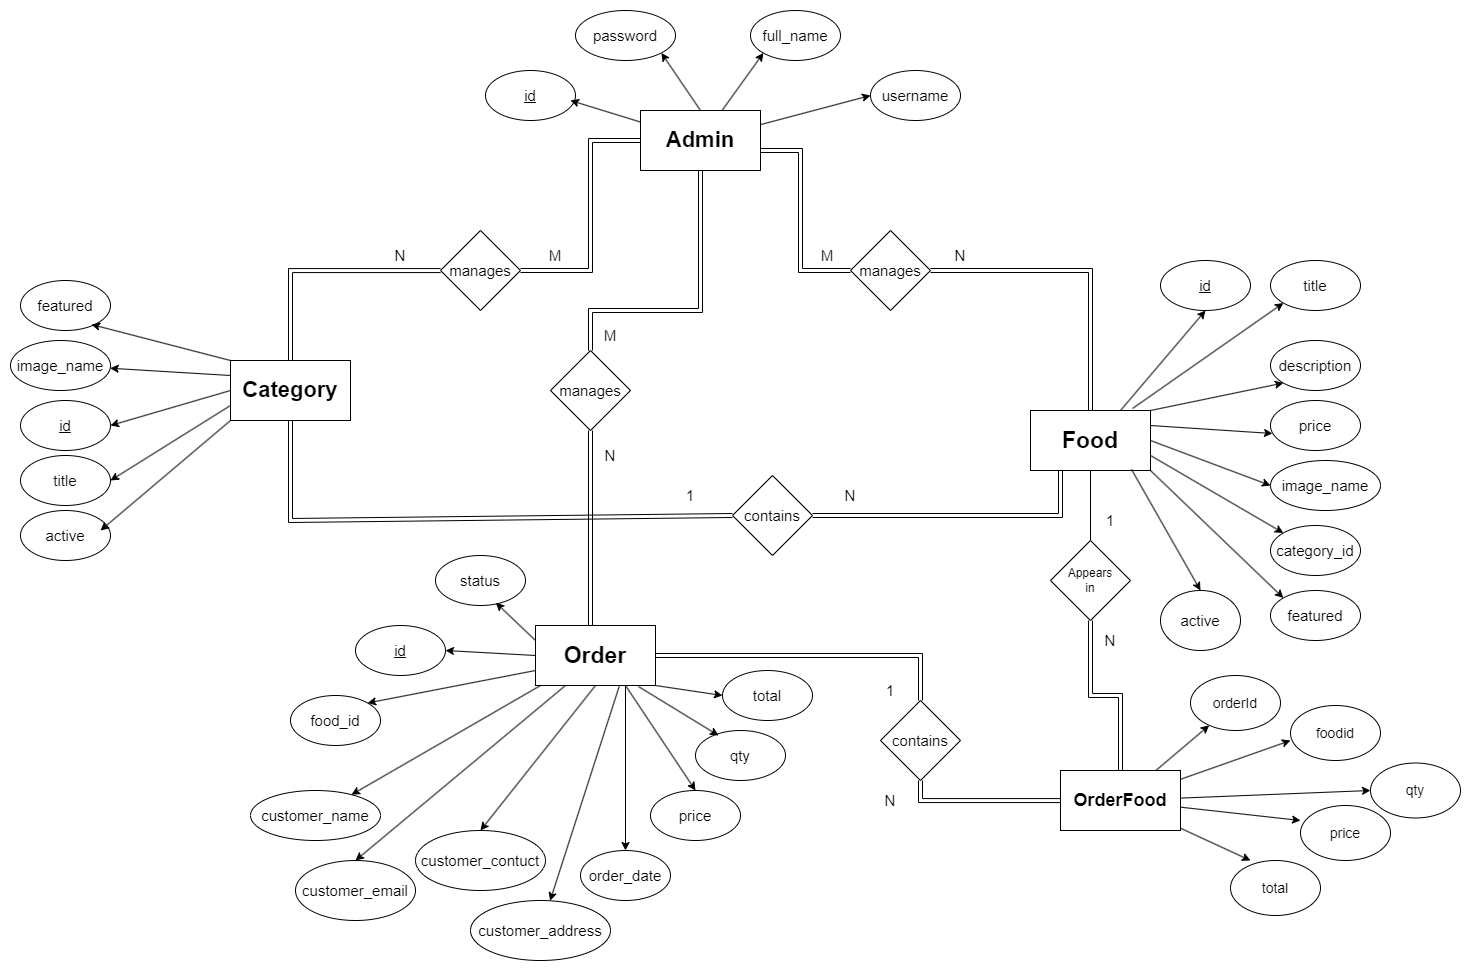 password
full_name
id
username
Admin
N
M
manages
M
manages
N
id
title
featured
image_name
Category
id
title
active
M
manages
N
description
price
Food
image_name
category_id
featured
active
1
contains
N
1
Appears
in
N
status
id
Order
food_id
total
qty
price
customer_name
customer_contuct
customer_email
order_date
customer_address
1
contains
N
orderId
foodid
OrderFood
qty
price
total